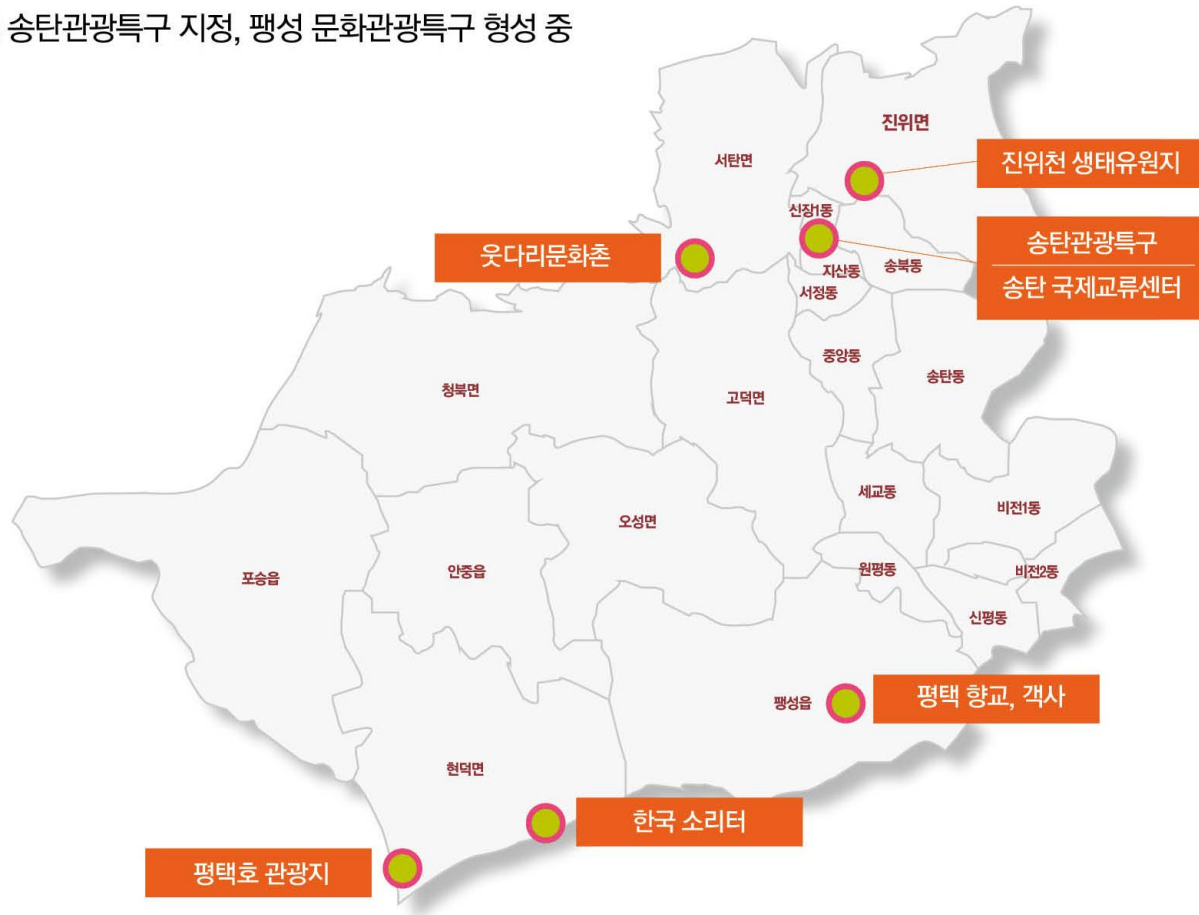 송탄관광특구 지정, 팽성 문화관광특구 형성 중
진위면
서탄면
진위천 생태유원지
신장1동
송탄관광특구
웃다리문화촌
지산동
송북동
서정동
송탄 국제교류센터
중앙동
송탄동
청북면
고덕면
세교동
비전1동
오성면
포승읍
안중읍
원평동
비전2동
신평동
평택 향교, 객사
팽성읍
현덕면
한국 소리터
평택호 관광지